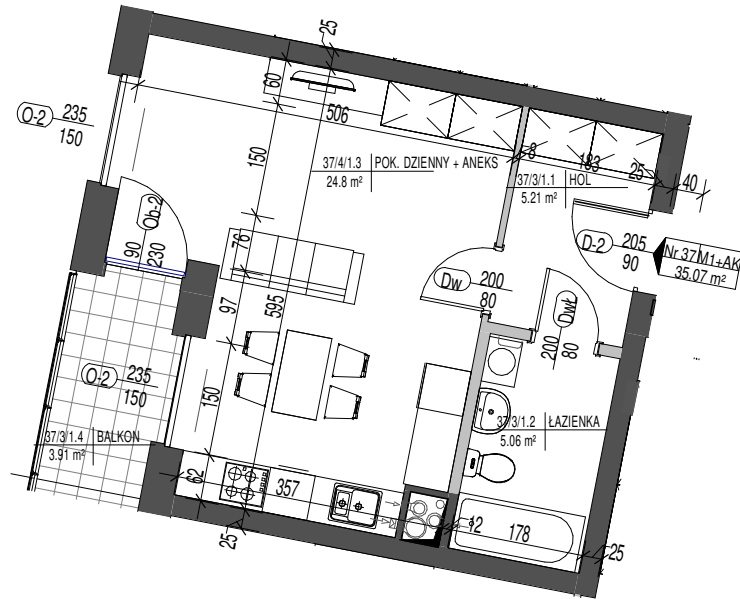 25
O-2 235
150
60
506
150
37/4/1.3 POK. DZIENNY + ANEKS
24.8 m²
8
183
25
40
37/3/1.1 HOL
5.21 m²
Ob-2
90
230
76
D-2 205
90
Nr.37 M1+AK
35.07 m²
Dw 200
80
DwŁ
200
80
97
595
O-2 235
150
150
37/3/1.4 BALKON
3.91 m²
37/3/1.2 ŁAZIENKA
5.06 m²
62
357
12
178
25
25